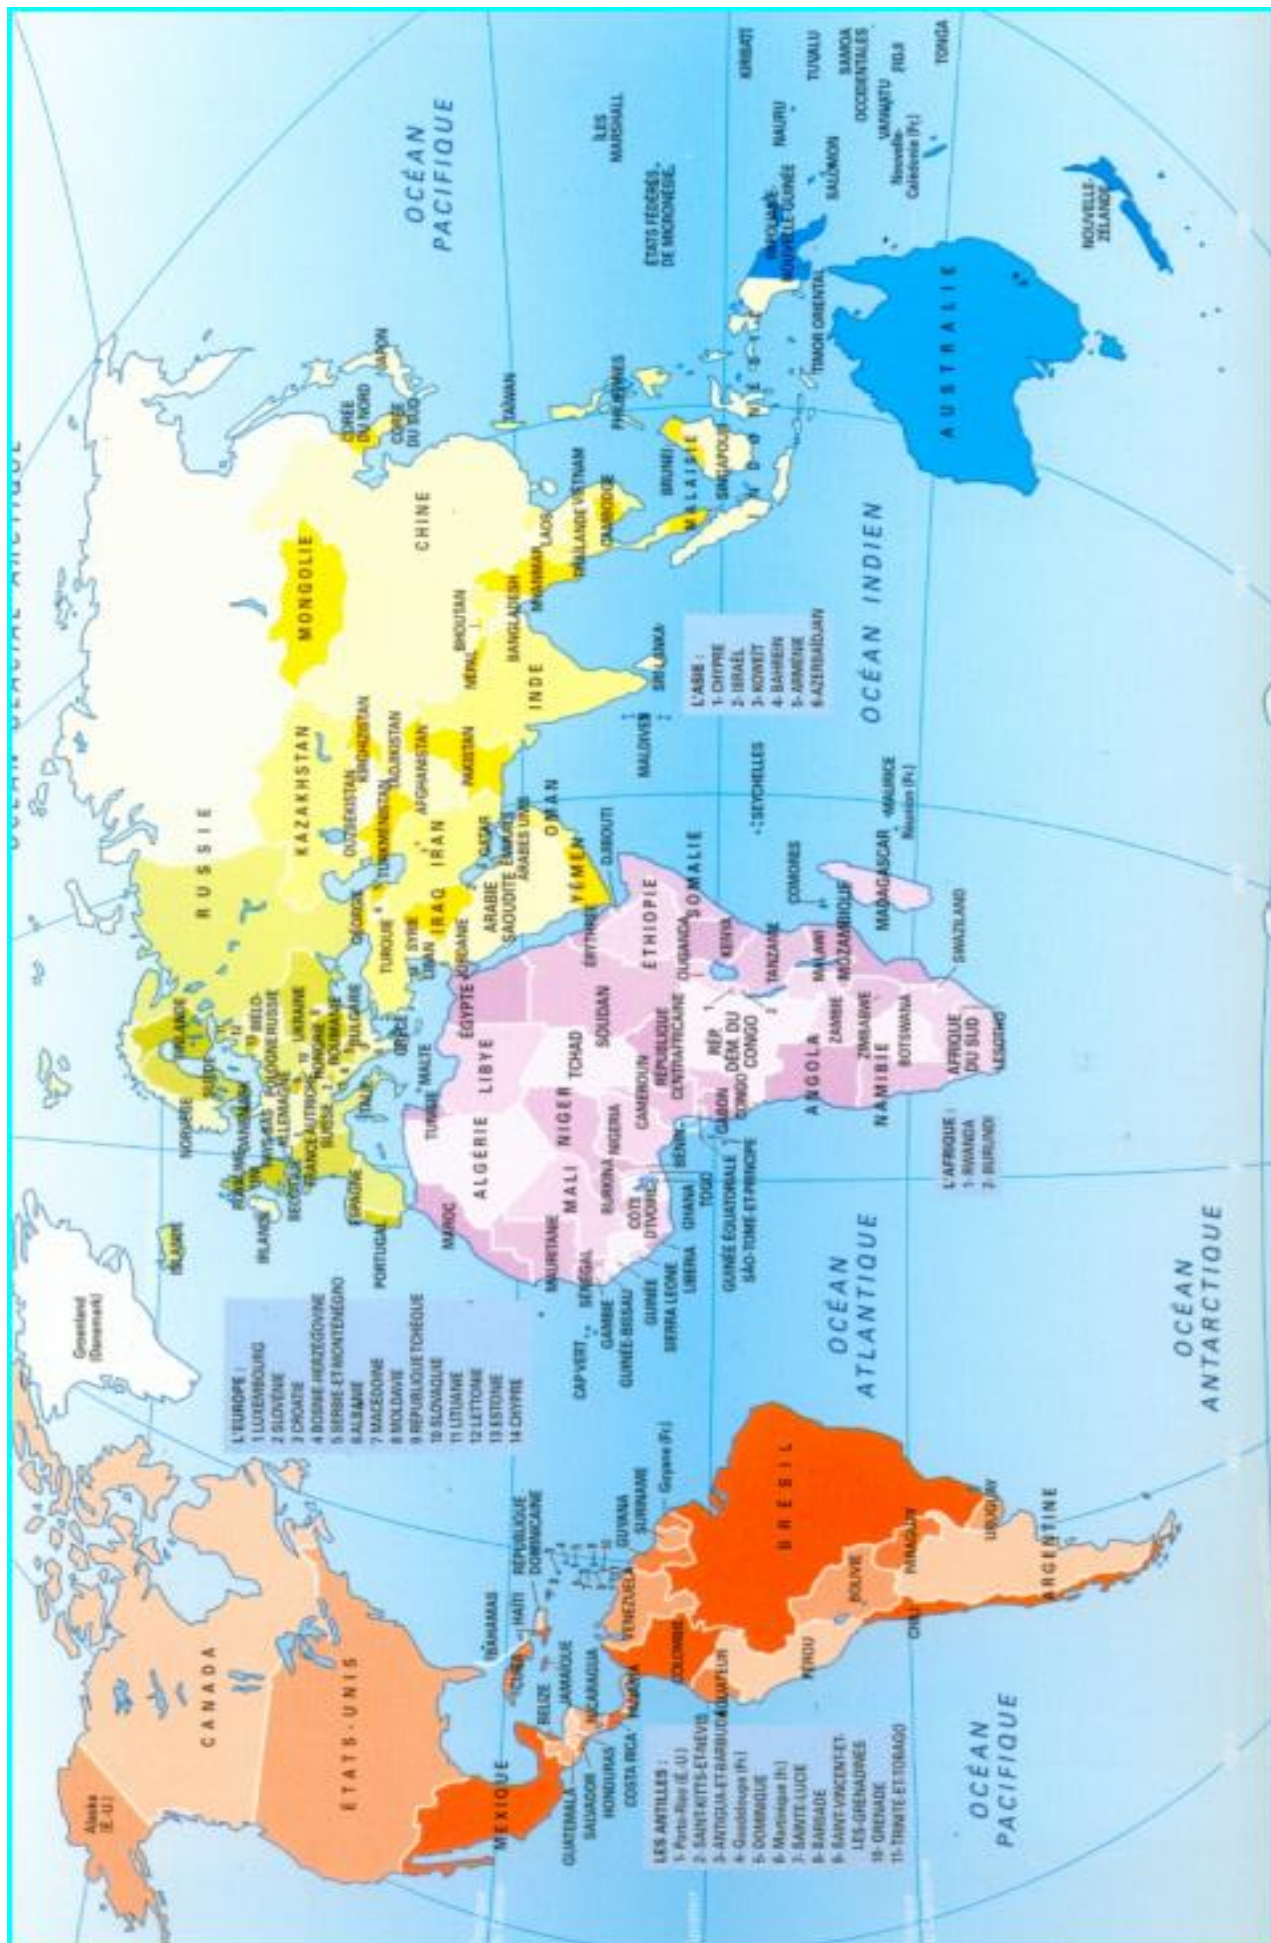 OCÉAN GLACIAL ARCTIQUE
Alaska
(É.-U.)
CANADA
ÉTATS-UNIS
MEXIQUE
Groenland
(Danemark)
BAHAMAS
CUBA
HAÏTI
RÉPUBLIQUE
DOMINICAINE
BELIZE
JAMAÏQUE
NICARAGUA
PANAMA
GUATEMALA
SALVADOR
HONDURAS
COSTA RICA
VENEZUELA
GUYANA
SURINAME
Guyane (Fr.)
COLOMBIE
ÉQUATEUR
PÉROU
BRÉSIL
BOLIVIE
PARAGUAY
URUGUAY
CHILI
ARGENTINE
LES ANTILLES :
1- Porto-Rico (É.-U.)
2- SAINT-KITTS-ET-NEVIS
3- ANTIGUA-ET-BARBUDA
4- Guadeloupe (Fr.)
5- DOMINIQUE
6- Martinique (Fr.)
7- SAINTE-LUCIE
8- BARBADE
9- SAINT-VINCENT-ET-
LES-GRENADINES
10- GRENADE
11- TRINITÉ-ET-TOBAGO
OCÉAN
PACIFIQUE
OCÉAN
ATLANTIQUE
OCÉAN
ANTARCTIQUE
L'EUROPE :
1 LUXEMBOURG
2 SLOVÉNIE
3 CROATIE
4 BOSNIE-HERZÉGOVINE
5 SERBIE-ET-MONTÉNÉGRO
6 ALBANIE
7 MACÉDOINE
8 MOLDAVIE
9 RÉPUBLIQUE TCHÈQUE
10 SLOVAQUIE
11 LITUANIE
12 LETTONIE
13 ESTONIE
14 CHYPRE
ISLANDE
NORVÈGE
SUÈDE
FINLANDE
DANEMARK
ROYAUME-
UNI
IRLANDE
PAYS-BAS
BELGIQUE
ALLEMAGNE
POLOGNE
BIÉLO-
RUSSIE
UKRAINE
FRANCE
AUTRICHE
HONGRIE
SUISSE
ROUMANIE
BULGARIE
ITALIE
GRÈCE
MALTE
ESPAGNE
PORTUGAL
RUSSIE
KAZAKHSTAN
MONGOLIE
CHINE
CORÉE
DU NORD
CORÉE
DU SUD
JAPON
TAÏWAN
OUZBÉKISTAN
KIRGHIZISTAN
TADJIKISTAN
TURKMÉNISTAN
AFGHANISTAN
PAKISTAN
GÉORGIE
TURQUIE
SYRIE
LIBAN
IRAQ
IRAN
JORDANIE
ARABIE
SAOUDITE
QATAR
ÉMIRATS
ARABES UNIS
OMAN
YÉMEN
INDE
NÉPAL
BHOUTAN
BANGLADESH
MYANMAR
LAOS
THAÏLANDE
VIETNAM
CAMBODGE
PHILIPPINES
BRUNEI
MALAISIE
SINGAPOUR
INDONÉSIE
TIMOR ORIENTAL
SRI LANKA
MALDIVES
L'ASIE :
1- CHYPRE
2- ISRAËL
3- KOWEÏT
4- BAHREÏN
5- ARMÉNIE
6- AZERBAÏDJAN
OCÉAN INDIEN
MAROC
ALGÉRIE
TUNISIE
LIBYE
ÉGYPTE
MAURITANIE
MALI
NIGER
TCHAD
SOUDAN
ÉRYTHRÉE
DJIBOUTI
ÉTHIOPIE
SOMALIE
CAP VERT
SÉNÉGAL
GAMBIE
GUINÉE-BISSAU
GUINÉE
SIERRA LEONE
LIBERIA
CÔTE
D'IVOIRE
BURKINA
GHANA
TOGO
BÉNIN
NIGERIA
CAMEROUN
RÉPUBLIQUE
CENTRAFRICAINE
GUINÉE ÉQUATORIALE
SÃO-TOMÉ-ET-PRINCIPE
GABON
CONGO
RÉP.
DÉM. DU
CONGO
OUGANDA
KENYA
TANZANIE
ANGOLA
ZAMBIE
MALAWI
MOZAMBIQUE
ZIMBABWE
NAMIBIE
BOTSWANA
AFRIQUE
DU SUD
LESOTHO
SWAZILAND
MADAGASCAR
COMORES
SEYCHELLES
MAURICE
Réunion (Fr.)
L'AFRIQUE :
1- RWANDA
2- BURUNDI
OCÉAN
PACIFIQUE
ÎLES
MARSHALL
ÉTATS FÉDÉRÉS
DE MICRONÉSIE
KIRIBATI
NAURU
TUVALU
SAMOA
OCCIDENTALES
FIDJI
TONGA
VANUATU
SALOMON
Nouvelle-
Calédonie (Fr.)
PAPOUASIE
NOUVELLE-GUINÉE
AUSTRALIE
NOUVELLE-
ZÉLANDE